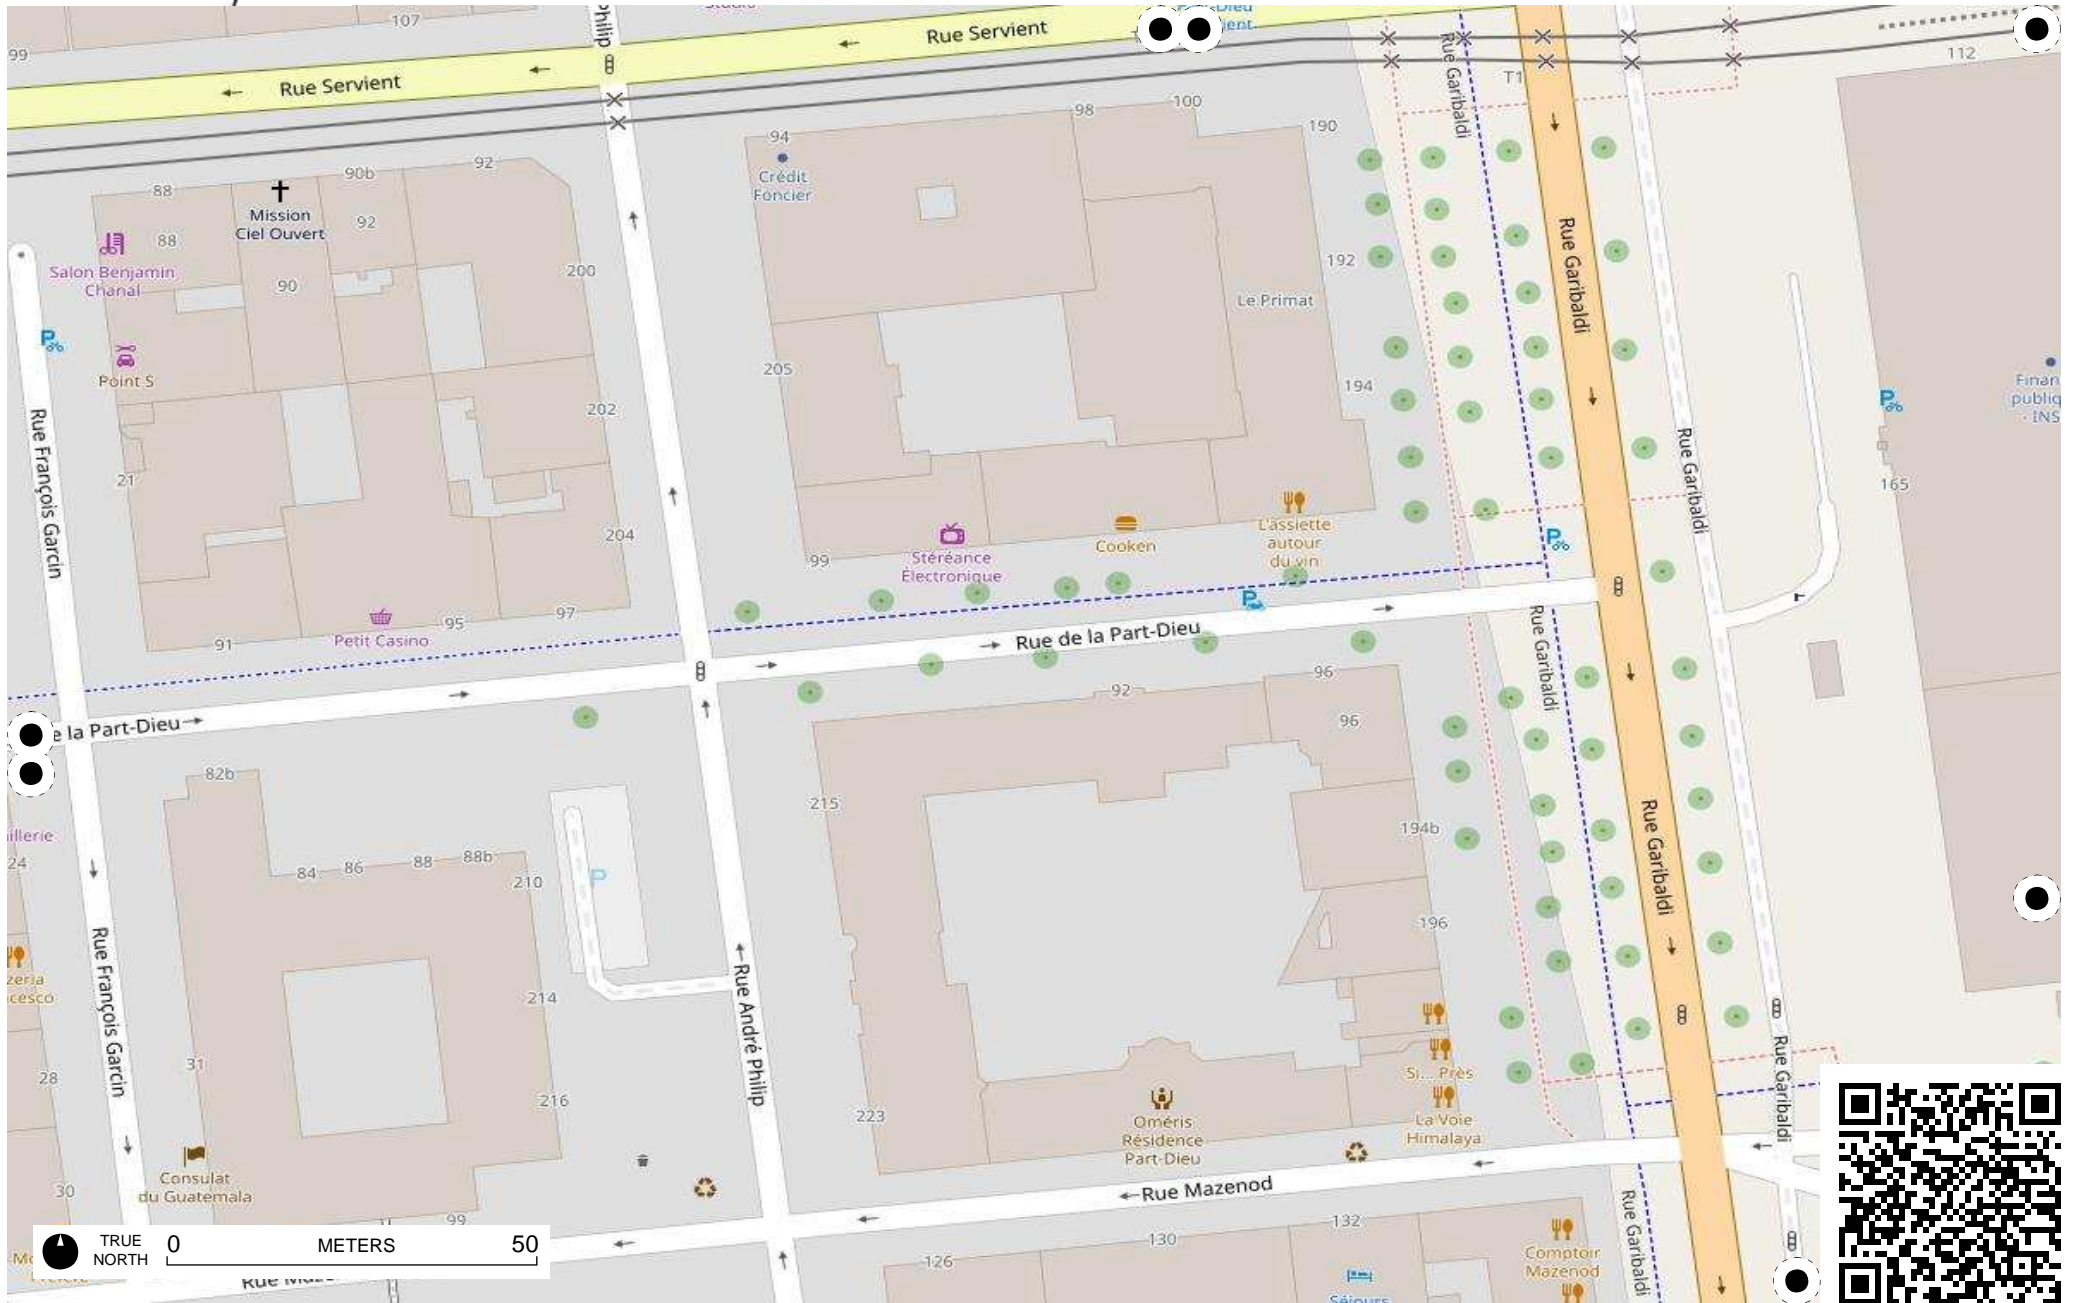 107
99
Rue Servient
Rue Servient
Philip
112
T1
Rue Garibaldi
94
98
100
190
Crédit
Foncier
88
90b
92
Mission
Ciel Ouvert
88
92
90
Salon Benjamin
Chanal
200
192
Le Primat
Rue Garibaldi
Point S
205
194
202
21
204
Rue François Garcin
165
Rue Garibaldi
99
Stéréance
Électronique
Cooken
L'assiette
autour
du vin
Petit Casino
91
95
97
Rue de la Part-Dieu
Rue Garibaldi
e la Part-Dieu
92
96
96
82b
215
194b
84
86
88
88b
210
P
Rue Garibaldi
24
196
214
Rue François Garcin
Rue André Philip
31
28
216
223
Si... Près
La Voie
Himalaya
Oméris
Résidence
Part-Dieu
Rue Garibaldi
Consulat
du Guatemala
30
99
Rue Mazenod
132
130
126
Comptoir
Mazenod
Séjours
Rue Garibaldi
TRUE
NORTH
0 METERS 50